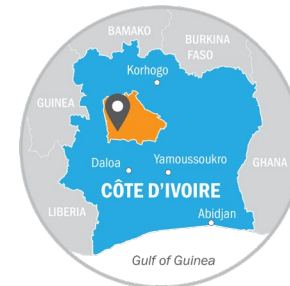 BAMAKO
BURKINA
FASO
Korhogo
GUINEA
Daloa
Yamoussoukro
GHANA
CÔTE D'IVOIRE
LIBERIA
Abidjan
Gulf of Guinea